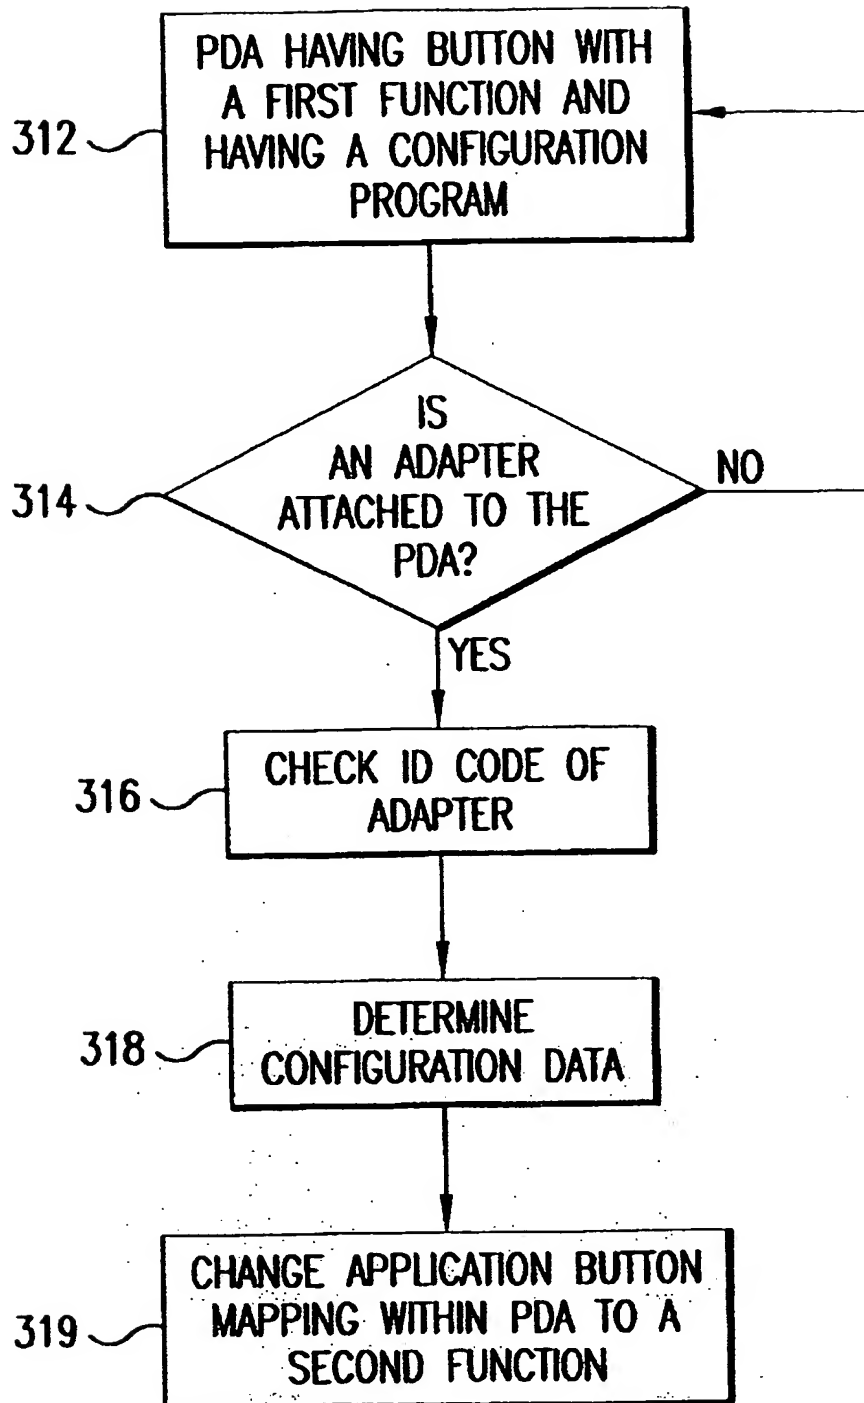 PDA HAVING BUTTON WITH
A FIRST FUNCTION AND
HAVING A CONFIGURATION
PROGRAM
312
IS
AN ADAPTER
ATTACHED TO THE
PDA?
314
NO
YES
CHECK ID CODE OF
ADAPTER
316
DETERMINE
CONFIGURATION DATA
318
CHANGE APPLICATION BUTTON
MAPPING WITHIN PDA TO A
SECOND FUNCTION
319